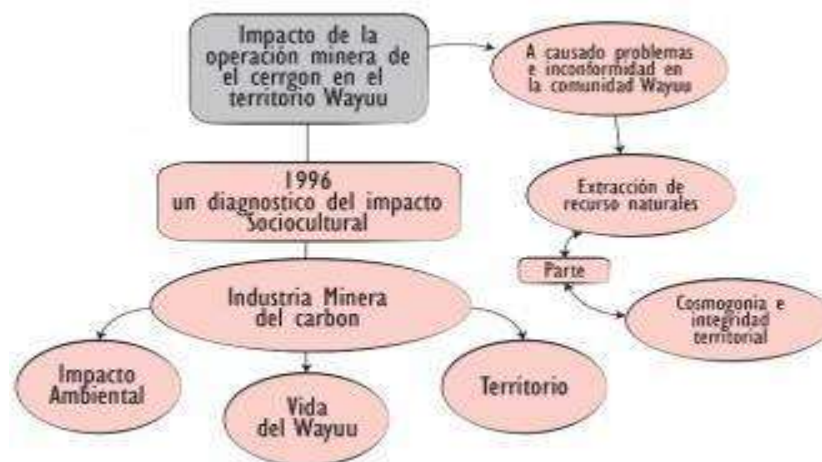 Impacto de la
operación minera de
el cerrgon en el
territorio Wayuu
A causado problemas
e inconformidad en
la comunidad Wayuu
1996
un diagnostico del impacto
Sociocultural
Extracción de
recurso naturales
Parte
Cosmogonia e
integridad
territorial
Industria Minera
del carbon
Impacto
Ambiental
Vida
del Wayuu
Territorio